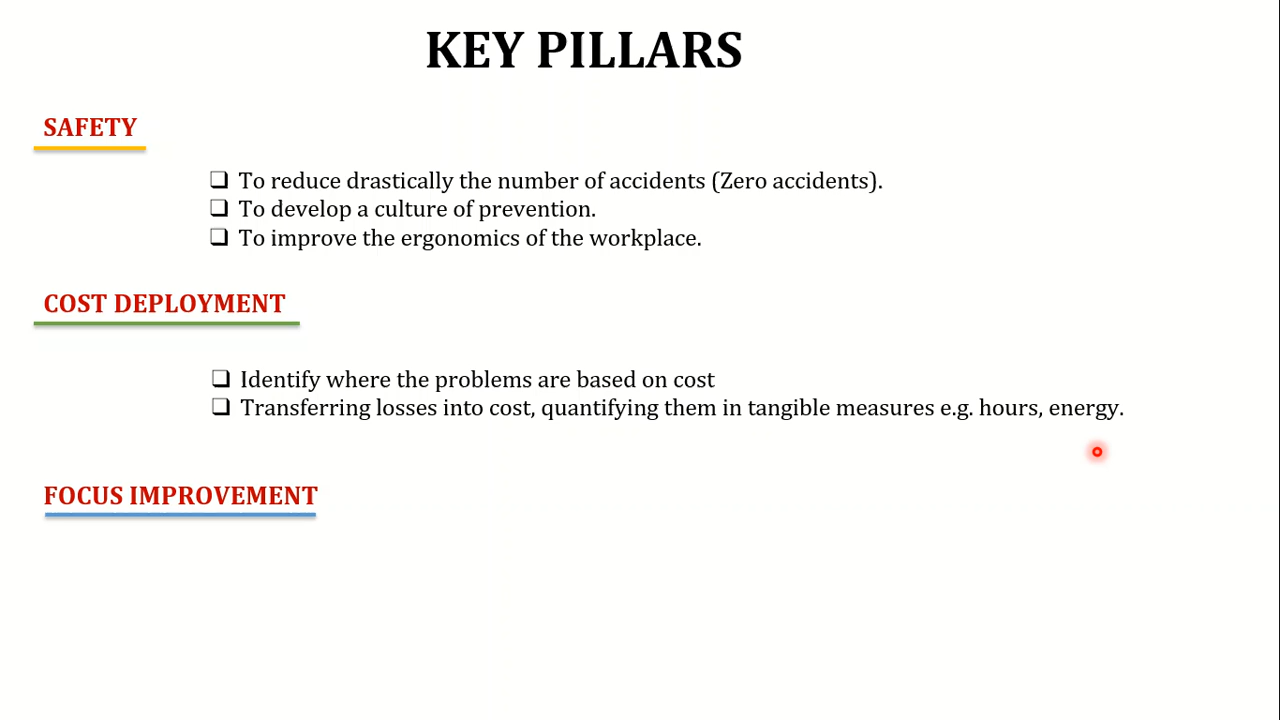 KEY PILLARS
SAFETY
❑ To reduce drastically the number of accidents (Zero accidents).
❑ To develop a culture of prevention.
❑ To improve the ergonomics of the workplace.
COST DEPLOYMENT
❑ Identify where the problems are based on cost
❑ Transferring losses into cost, quantifying them in tangible measures e.g. hours, energy.
FOCUS IMPROVEMENT